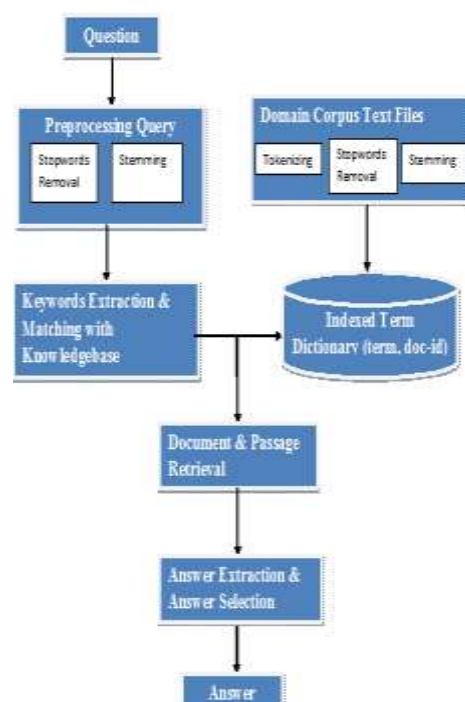 Question
Preprocessing Query
Stopwords
Removal
Stemming
Domain Corpus Text Files
Tokenizing
Stopwords
Removal
Stemming
Keywords Extraction &
Matching with
Knowledgebase
Indexed Term
Dictionary (term, doc-id)
Document & Passage
Retrieval
Answer Extraction &
Answer Selection
Answer